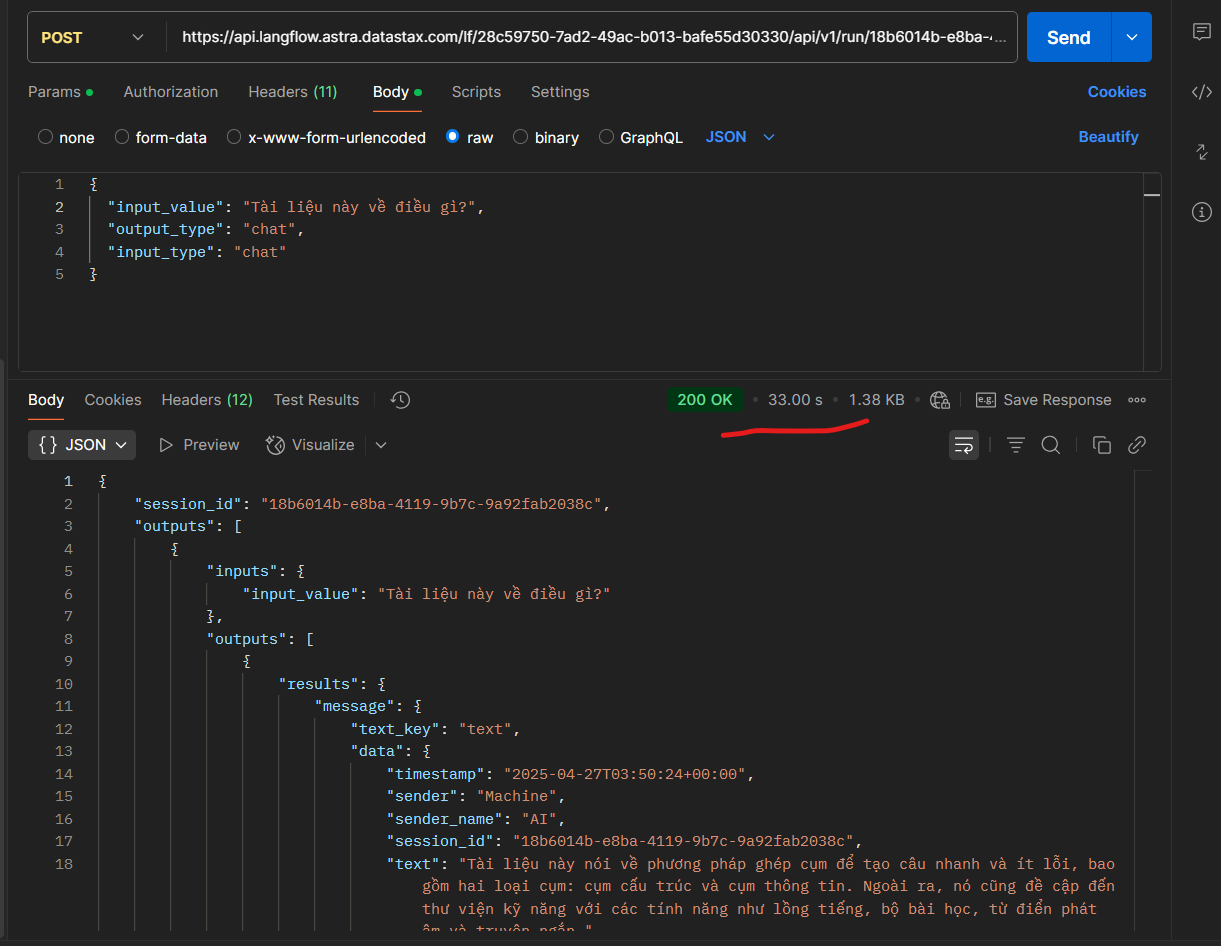 POST
https://api.langflow.astra.datastax.com/lf/28c59750-7ad2-49ac-b013-bafe55d30330/api/v1/run/18b6014b-e8ba-4...
Send
Params
Authorization
Headers (11)
Body
Scripts
Settings
Cookies
none
form-data
x-www-form-urlencoded
raw
binary
GraphQL
JSON
Beautify
1 {
2 "input_value": "Tài liệu này về điều gì?",
3 "output_type": "chat",
4 "input_type": "chat"
5 }
Body
Cookies
Headers (12)
Test Results
200 OK
33.00 s
1.38 KB
e.g.
Save Response
{} JSON
Preview
Visualize
1 {
2 "session_id": "18b6014b-e8ba-4119-9b7c-9a92fab2038c",
3 "outputs": [
4 {
5 "inputs": {
6 "input_value": "Tài liệu này về điều gì?"
7 },
8 "outputs": [
9 {
10 "results": {
11 "message": {
12 "text_key": "text",
13 "data": {
14 "timestamp": "2025-04-27T03:50:24+00:00",
15 "sender": "Machine",
16 "sender_name": "AI",
17 "session_id": "18b6014b-e8ba-4119-9b7c-9a92fab2038c",
18 "text": "Tài liệu này nói về phương pháp ghép cụm để tạo câu nhanh và ít lỗi, bao
gồm hai loại cụm: cụm cấu trúc và cụm thông tin. Ngoài ra, nó cũng đề cập đến
thư viện kỹ năng với các tính năng như lồng tiếng, bộ bài học, từ điển phát
âm và truyện ngắn."